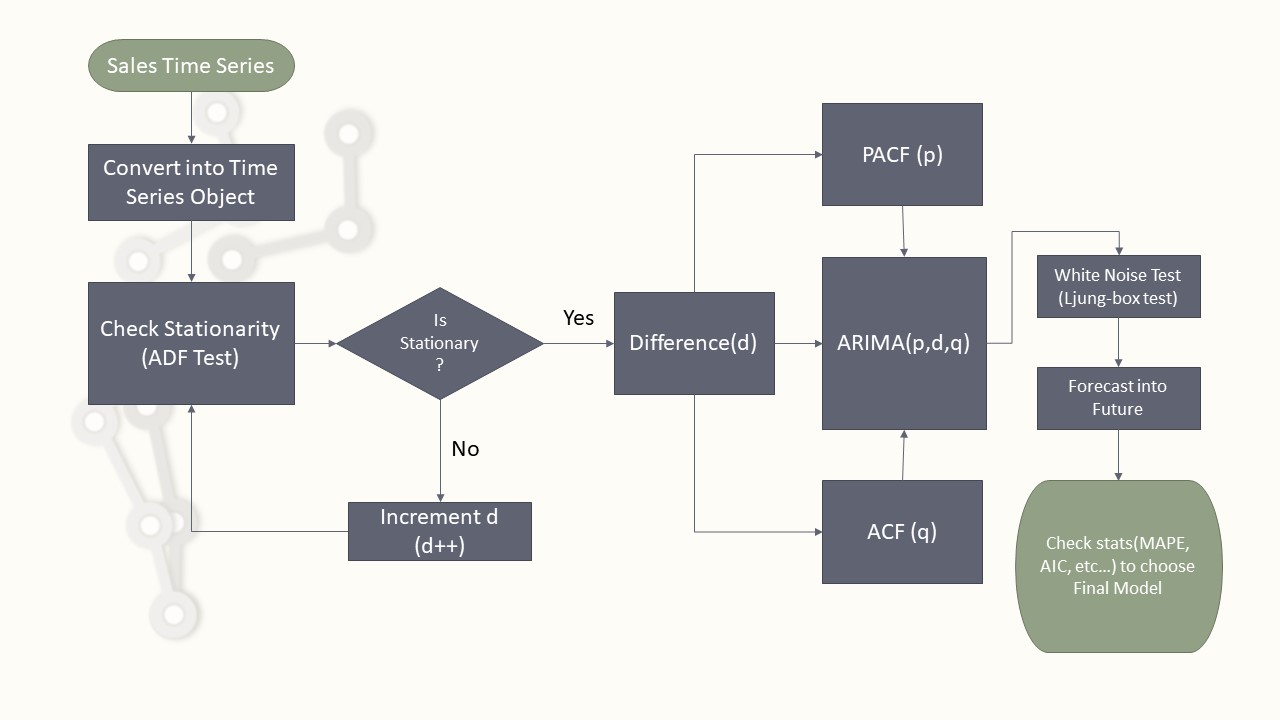 Sales Time Series
Convert into Time
Series Object
Check Stationarity
(ADF Test)
Is
Stationary
?
Yes
No
Increment d
(d++)
Difference(d)
PACF (p)
ARIMA(p,d,q)
ACF (q)
White Noise Test
(Ljung-box test)
Forecast into
Future
Check stats(MAPE,
AIC, etc...) to choose
Final Model